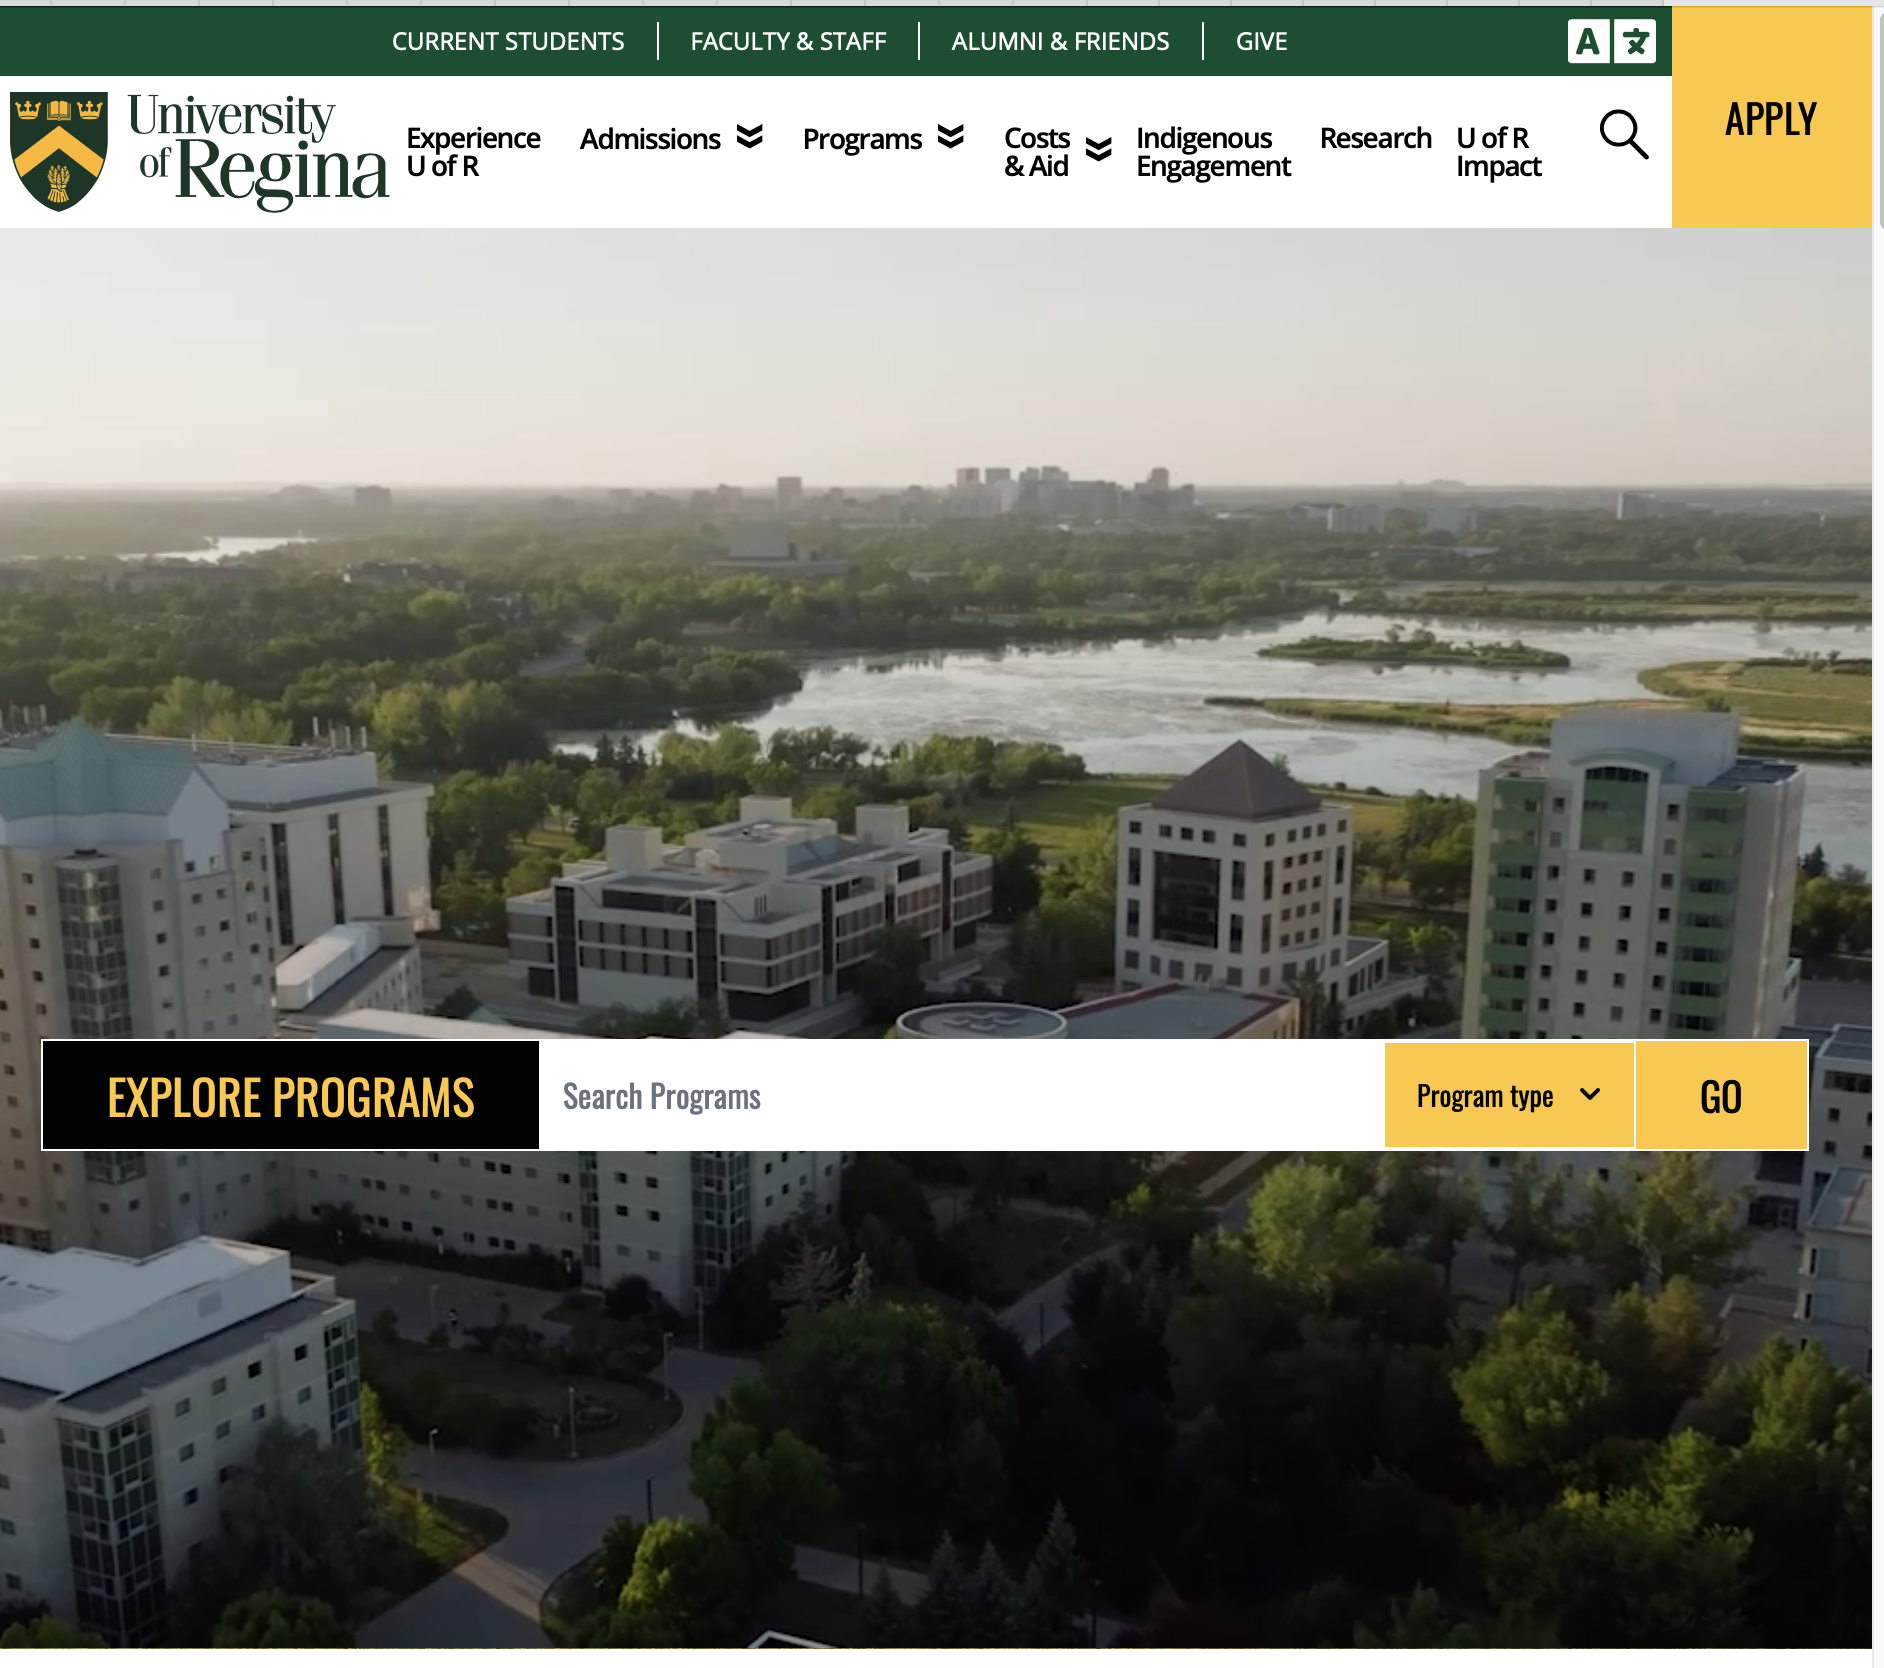 CURRENT STUDENTS
FACULTY & STAFF
ALUMNI & FRIENDS
GIVE
A 文
APPLY
University
of Regina
Experience
U of R
Admissions
Programs
Costs
& Aid
Indigenous
Engagement
Research
U of R
Impact
EXPLORE PROGRAMS
Search Programs
Program type
GO